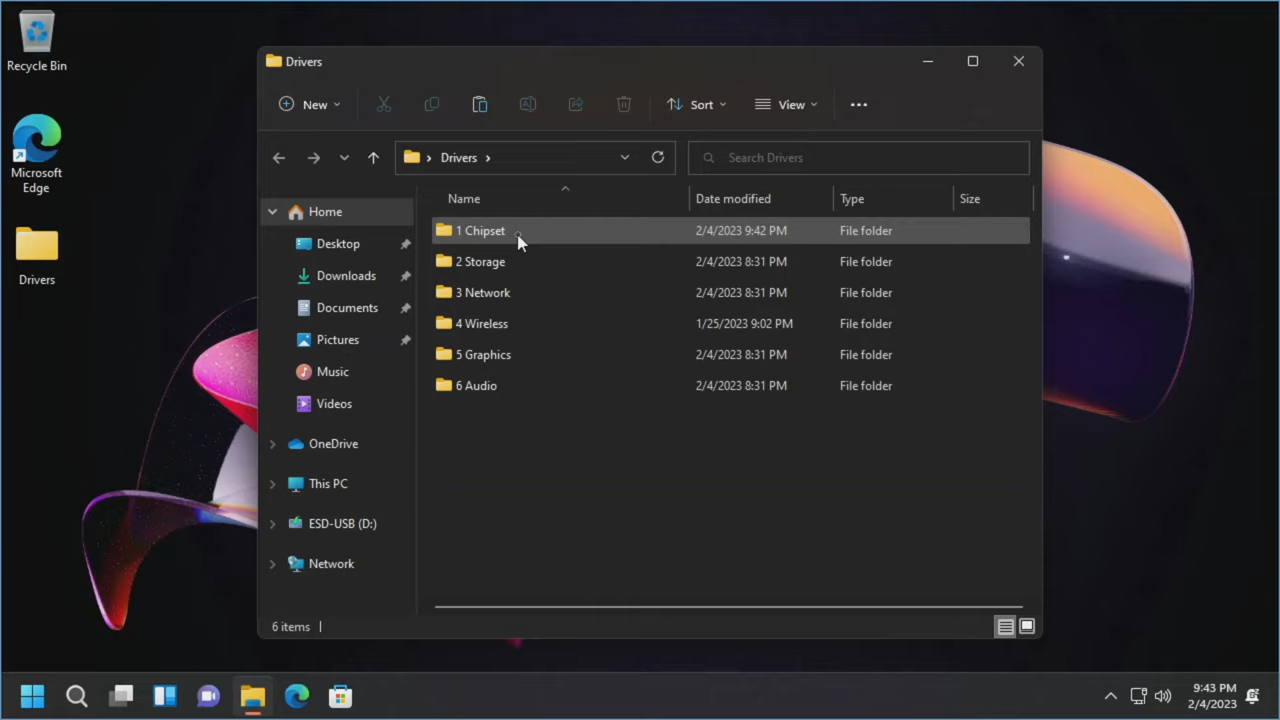 Recycle Bin
Microsoft
Edge
Drivers
Drivers
New
Sort
View
Drivers
Search Drivers
Name Date modified Type Size
1 Chipset 2/4/2023 9:42 PM File folder
2 Storage 2/4/2023 8:31 PM File folder
3 Network 2/4/2023 8:31 PM File folder
4 Wireless 1/25/2023 9:02 PM File folder
5 Graphics 2/4/2023 8:31 PM File folder
6 Audio 2/4/2023 8:31 PM File folder
Home
Desktop
Downloads
Documents
Pictures
Music
Videos
OneDrive
This PC
ESD-USB (D:)
Network
6 items
9:43 PM
2/4/2023